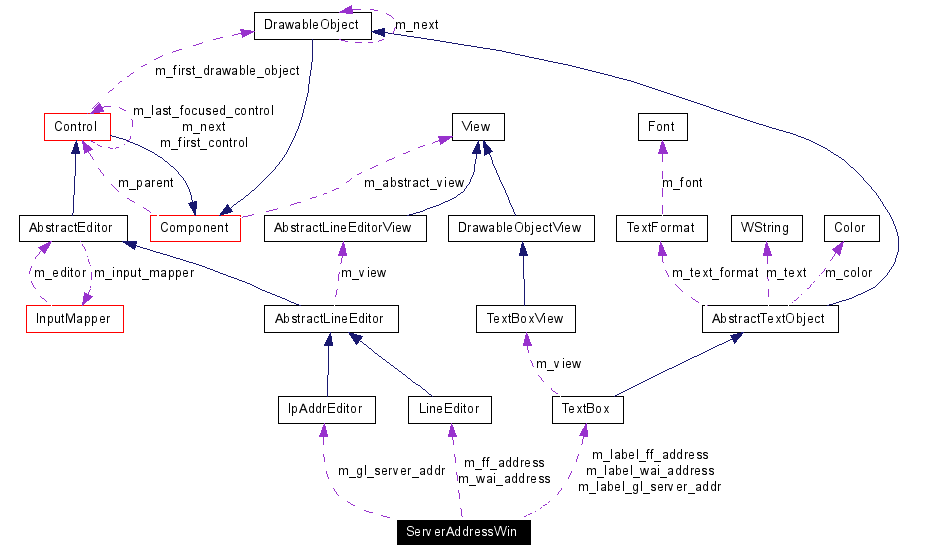 DrawableObject
m_next
m_first_drawable_object
m_last_focused_control
m_next
m_first_control
Control
View
Font
m_parent
m_abstract_view
m_font
AbstractEditor
Component
AbstractLineEditorView
DrawableObjectView
TextFormat
WString
Color
m_editor
m_input_mapper
m_view
m_text_format
m_text
m_color
InputMapper
AbstractLineEditor
TextBoxView
AbstractTextObject
m_view
IpAddrEditor
LineEditor
TextBox
m_gl_server_addr
m_ff_address
m_wai_address
m_label_ff_address
m_label_wai_address
m_label_gl_server_addr
ServerAddressWin